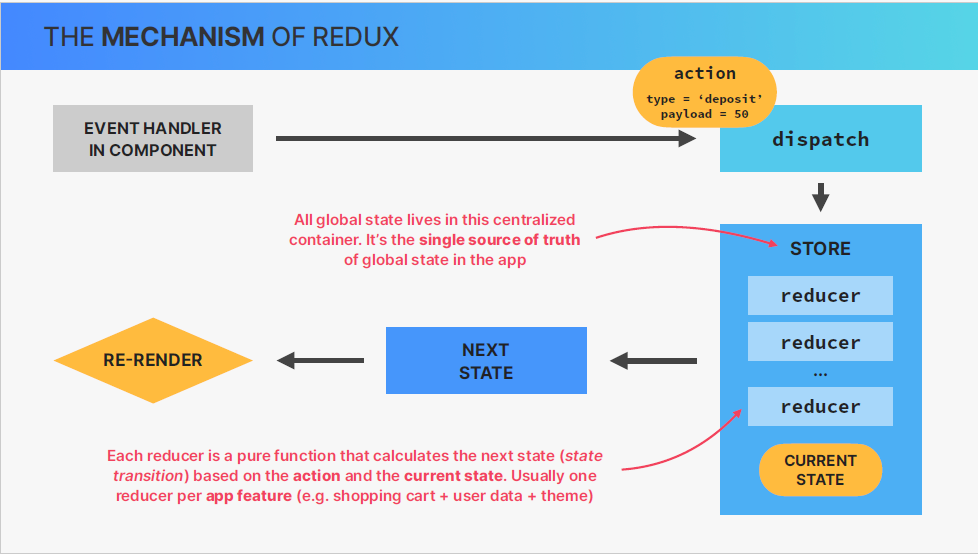 THE MECHANISM OF REDUX
action
type = ‘deposit’
payload = 50
EVENT HANDLER
IN COMPONENT
dispatch
All global state lives in this centralized
container. It’s the single source of truth
of global state in the app
STORE
reducer
reducer
...
reducer
CURRENT
STATE
NEXT
STATE
RE-RENDER
Each reducer is a pure function that calculates the next state (state
transition) based on the action and the current state. Usually one
reducer per app feature (e.g. shopping cart + user data + theme)